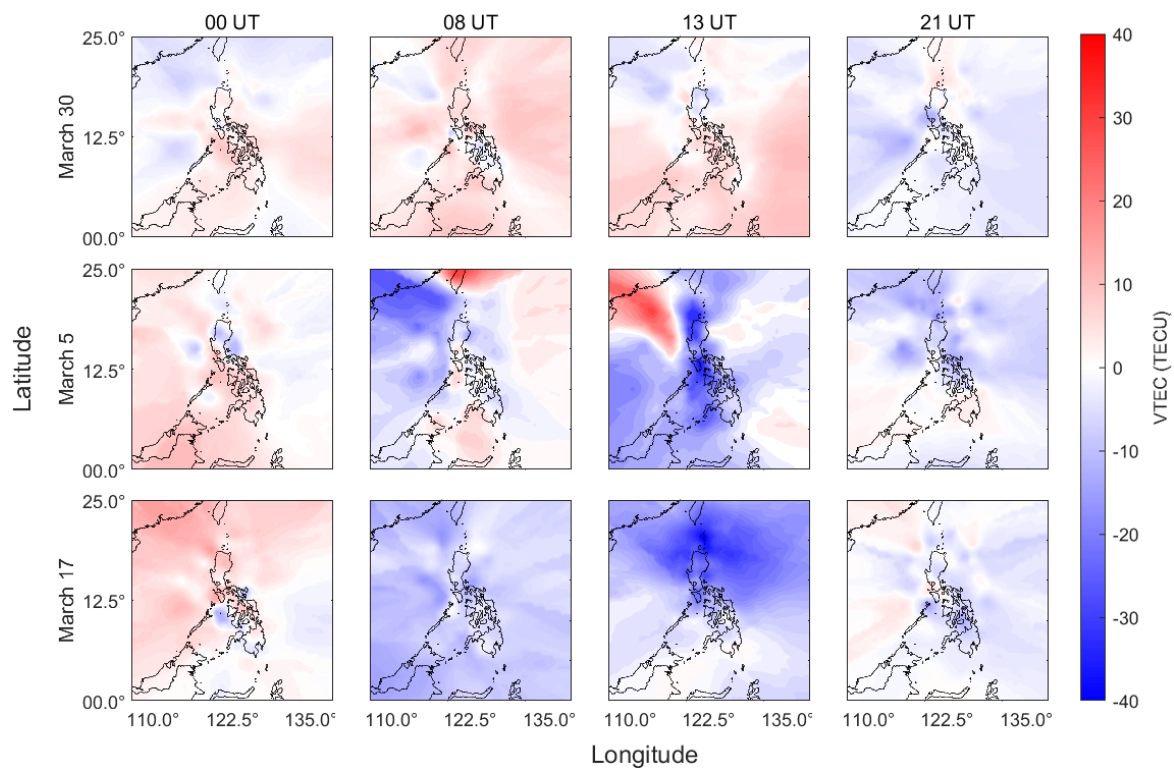 00 UT 08 UT 13 UT 21 UT
March 30
25.0°
12.5°
00.0°
March 5
25.0°
12.5°
00.0°
March 17
25.0°
12.5°
00.0°
Latitude
110.0° 122.5° 135.0° 110.0° 122.5° 135.0° 110.0° 122.5° 135.0° 110.0° 122.5° 135.0°
Longitude
40
30
20
10
0
-10
-20
-30
-40
VTEC (TECU)